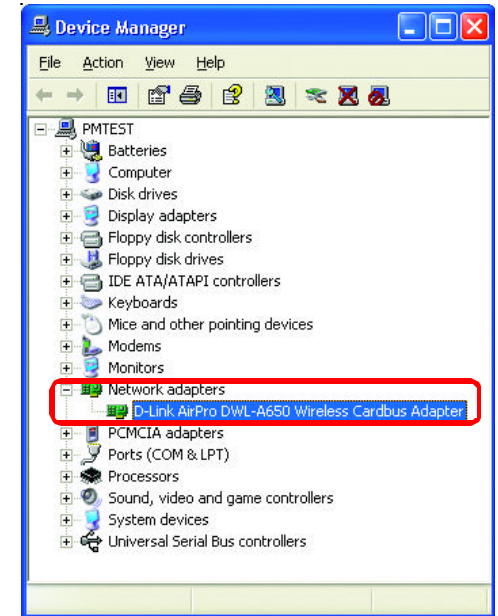 Device Manager
File Action View Help
PMTEST
Batteries
Computer
Disk drives
Display adapters
Floppy disk controllers
Floppy disk drives
IDE ATA/ATAPI controllers
Keyboards
Mice and other pointing devices
Modems
Monitors
Network adapters
D-Link AirPro DWL-A650 Wireless Cardbus Adapter
PCMCIA adapters
Ports (COM & LPT)
Processors
Sound, video and game controllers
System devices
Universal Serial Bus controllers